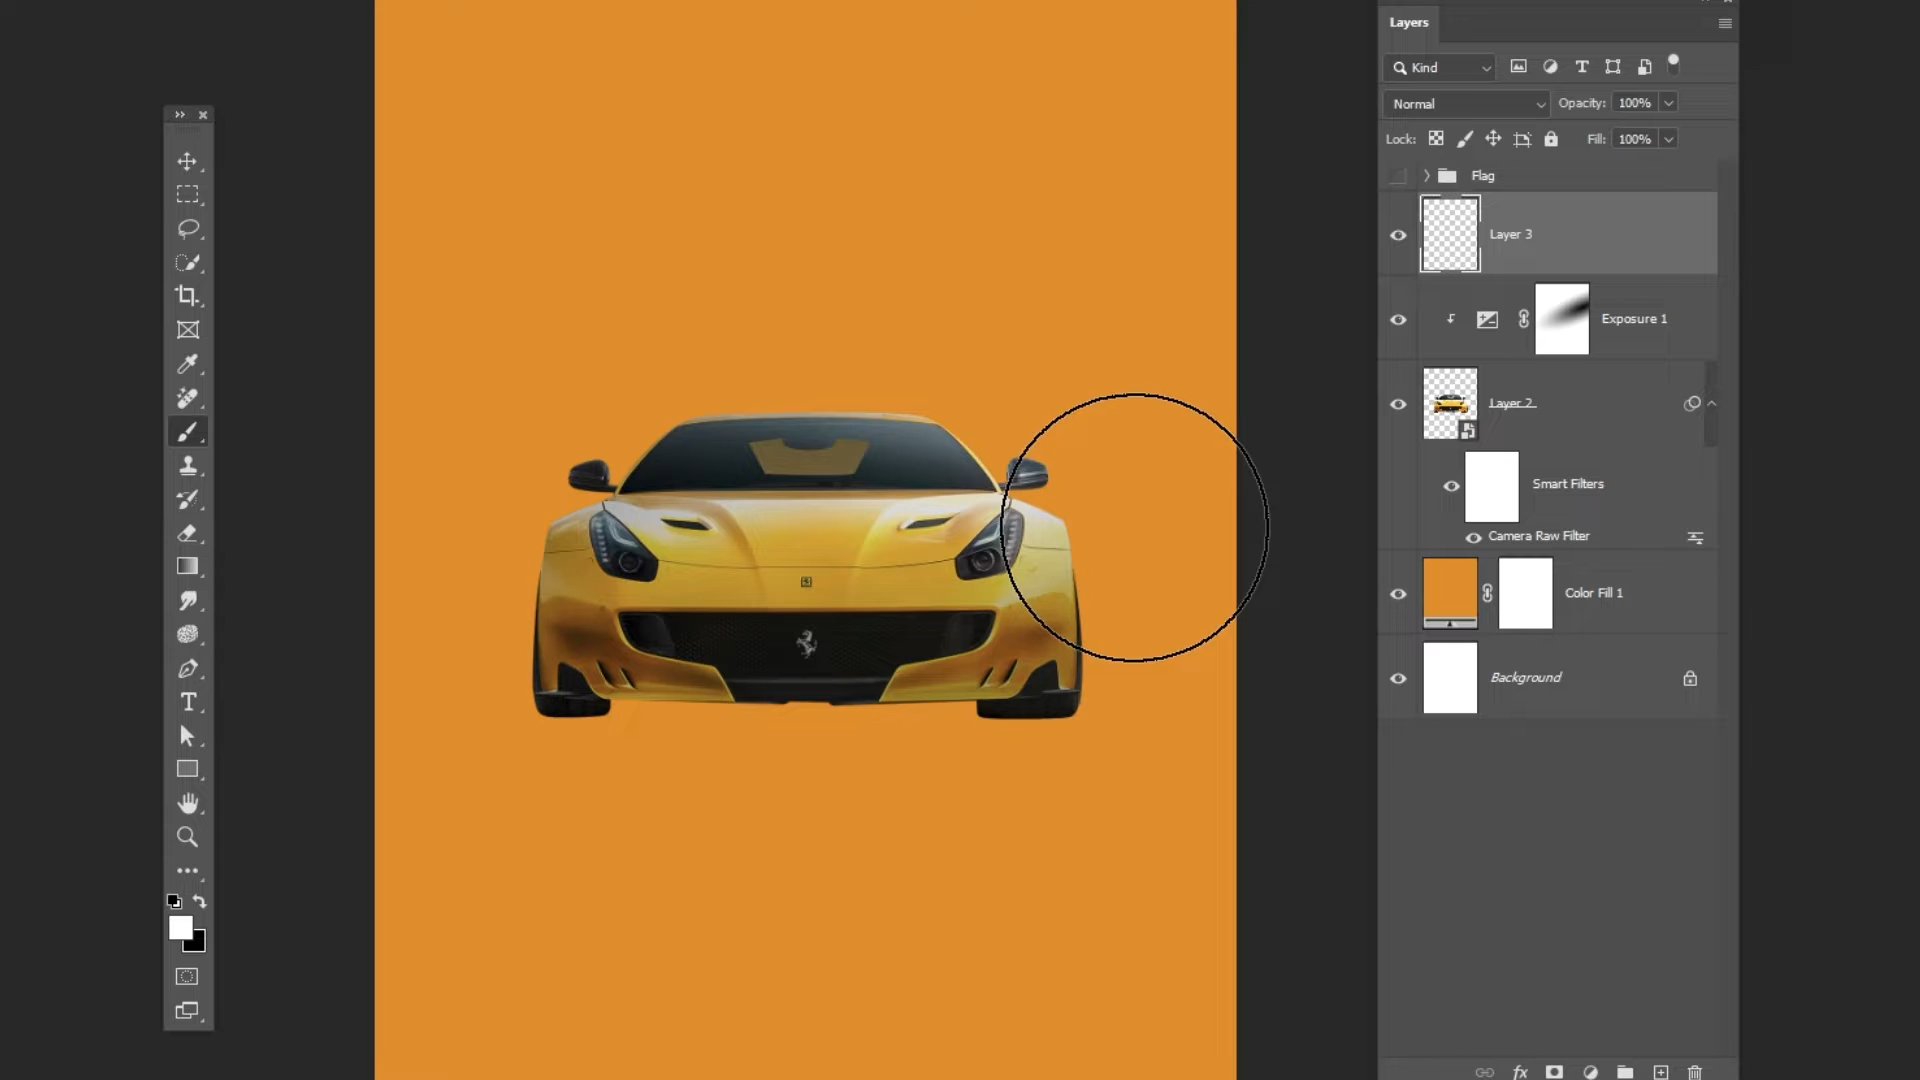 Layers
Kind
Normal
Opacity: 100%
Lock:
Fill: 100%
Flag
Layer 3
Exposure 1
Layer 2
Smart Filters
Camera Raw Filter
Color Fill 1
Background
T
T
fx